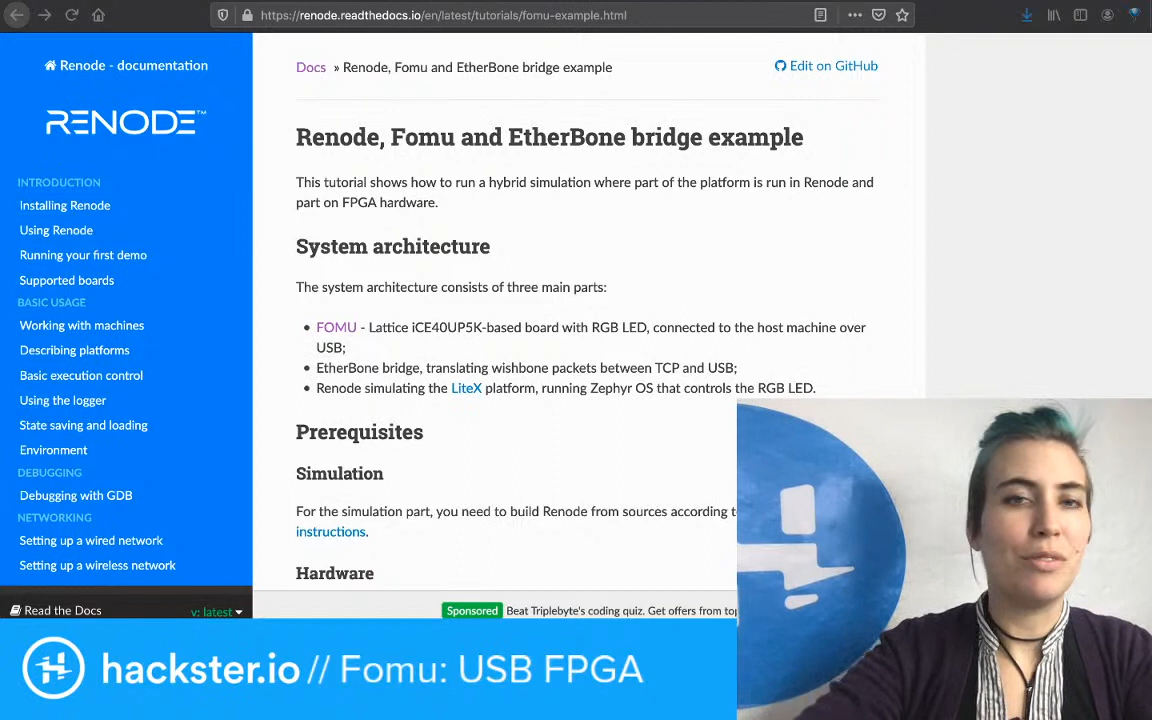 https://renode.readthedocs.io/en/latest/tutorials/fomu-example.html
Renode - documentation
RENODE™
INTRODUCTION
Installing Renode
Using Renode
Running your first demo
Supported boards
BASIC USAGE
Working with machines
Describing platforms
Basic execution control
Using the logger
State saving and loading
Environment
DEBUGGING
Debugging with GDB
NETWORKING
Setting up a wired network
Setting up a wireless network
Read the Docs
v: latest
Docs » Renode, Fomu and EtherBone bridge example
Edit on GitHub
Renode, Fomu and EtherBone bridge example
This tutorial shows how to run a hybrid simulation where part of the platform is run in Renode and
part on FPGA hardware.
System architecture
The system architecture consists of three main parts:
• FOMU - Lattice iCE40UP5K-based board with RGB LED, connected to the host machine over
USB;
• EtherBone bridge, translating wishbone packets between TCP and USB;
• Renode simulating the LiteX platform, running Zephyr OS that controls the RGB LED.
Prerequisites
Simulation
For the simulation part, you need to build Renode from sources according t
instructions.
Hardware
Sponsored Beat Triplebyte's coding quiz. Get offers from top
hackster.io // Fomu: USB FPGA